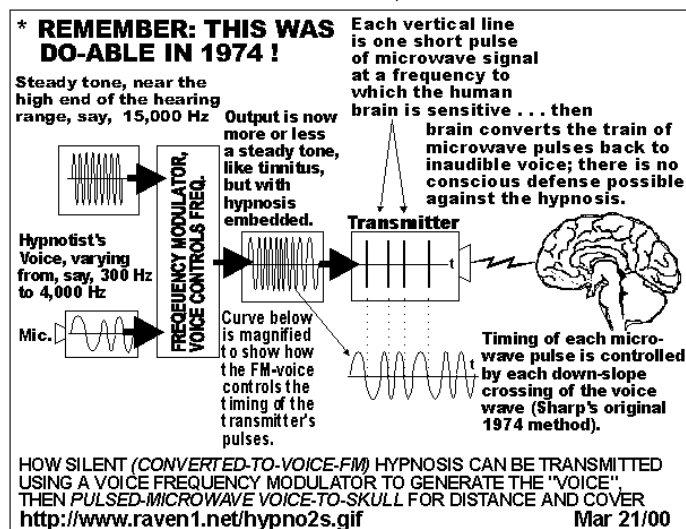 * REMEMBER: THIS WAS
DO-ABLE IN 1974 !
Steady tone, near the
high end of the hearing
range, say, 15,000 Hz
Each vertical line
is one short pulse
of microwave signal
at a frequency to
which the human
brain is sensitive . . . then
Output is now
more or less
a steady tone,
like tinnitus,
but with
hypnosis
embedded.
brain converts the train of
microwave pulses back to
inaudible voice; there is no
conscious defense possible
against the hypnosis.
FREQEUENCY MODULATOR,
VOICE CONTROLS FREQ.
Transmitter
t
Hypnotist's
Voice, varying
from, say, 300 Hz
to 4,000 Hz
Mic.
Curve below
is magnified
to show how
the FM-voice
controls the
timing of the
transmitter's
pulses.
t
Timing of each micro-
wave pulse is controlled
by each down-slope
crossing of the voice
wave (Sharp's original
1974 method).
HOW SILENT (CONVERTED-TO-VOICE-FM) HYPNOSIS CAN BE TRANSMITTED
USING A VOICE FREQUENCY MODULATOR TO GENERATE THE "VOICE",
THEN PULSED-MICROWAVE VOICE-TO-SKULL FOR DISTANCE AND COVER
http://www.raven1.net/hypno2s.gif
Mar 21/00